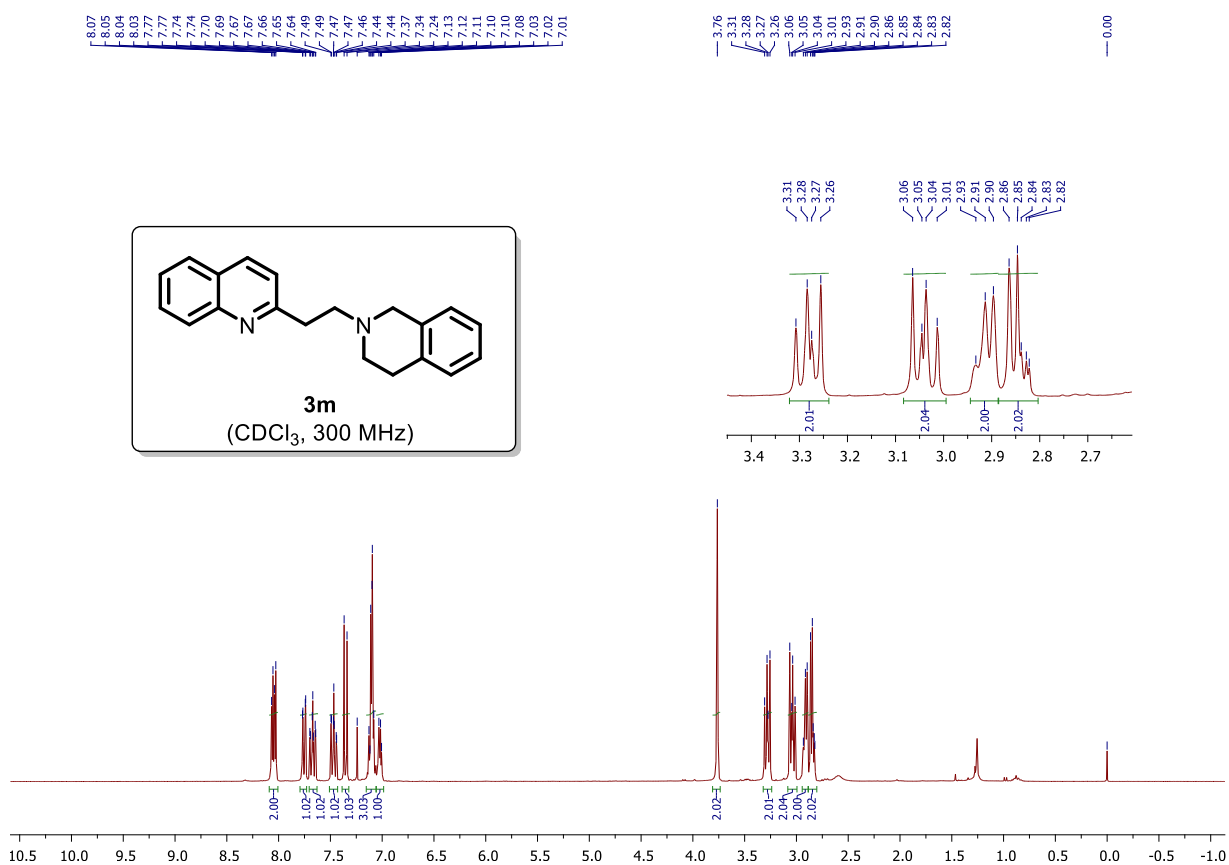 8.07 8.05 8.04 8.03 7.77 7.77 7.74 7.74 7.70 7.69 7.67 7.67 7.66 7.65 7.64 7.49 7.49 7.47 7.47 7.46 7.44 7.44 7.37 7.34 7.24 7.13 7.12 7.11 7.10 7.10 7.08 7.03 7.02 7.01 3.76 3.31 3.28 3.27 3.26 3.06 3.05 3.04 3.01 2.93 2.91 2.90 2.86 2.85 2.84 2.83 2.82 0.00
3.31 3.28 3.27 3.26 3.06 3.05 3.04 3.01 2.93 2.91 2.90 2.86 2.85 2.84 2.83 2.82
N
N
3m
(CDCl₃, 300 MHz)
2.01 2.04 2.00 2.02
3.4 3.3 3.2 3.1 3.0 2.9 2.8 2.7
2.00 1.02 1.02 1.02 1.03 3.03 1.00 2.02 2.01 2.04 2.00 2.02
10.5 10.0 9.5 9.0 8.5 8.0 7.5 7.0 6.5 6.0 5.5 5.0 4.5 4.0 3.5 3.0 2.5 2.0 1.5 1.0 0.5 0.0 -0.5 -1.0